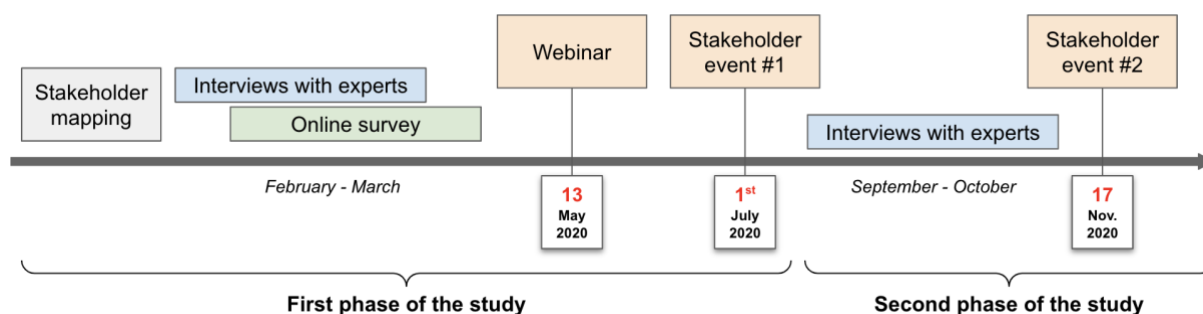 Stakeholder
mapping
Interviews with experts
Online survey
Webinar
Stakeholder
event #1
Interviews with experts
Stakeholder
event #2
February - March
13
May
2020
1st
July
2020
September - October
17
Nov.
2020
First phase of the study
Second phase of the study